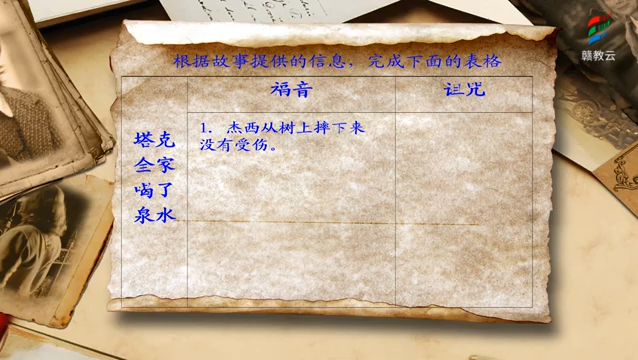 赣教云
根据故事提供的信息，完成下面的表格
福音
诅咒
塔克
全家
喝了
泉水
1. 杰西从树上摔下来
没有受伤。